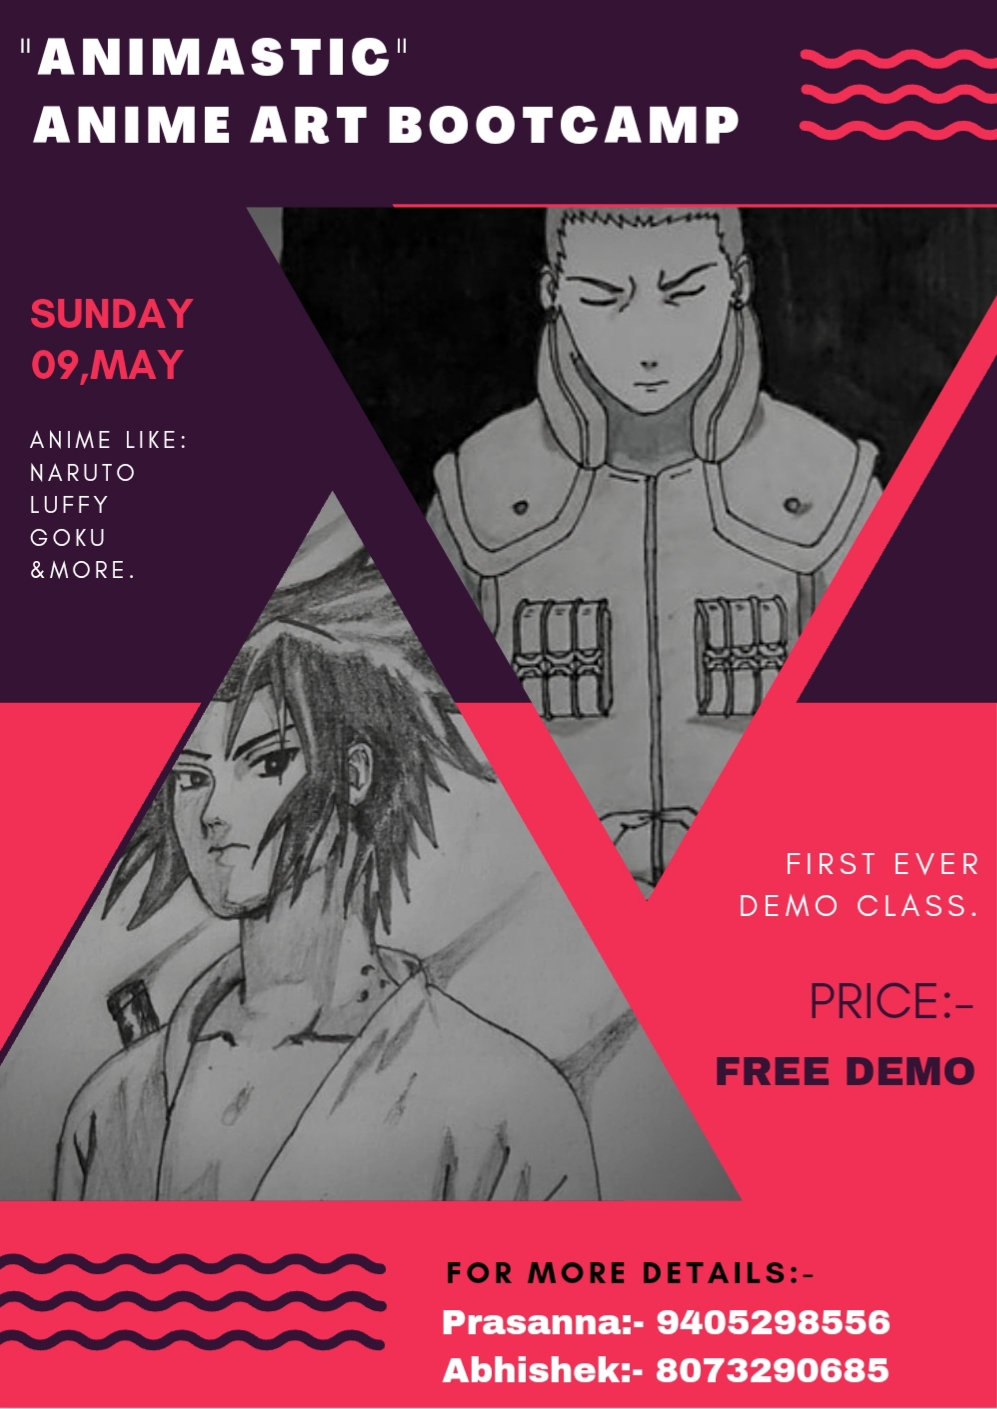 "ANIMASTIC"
ANIME ART BOOTCAMP
SUNDAY
09,MAY
ANIME LIKE:
NARUTO
LUFFY
GOKU
&MORE.
FIRST EVER
DEMO CLASS.
PRICE:-
FREE DEMO
FOR MORE DETAILS:-
Prasanna:- 9405298556
Abhishek:- 8073290685